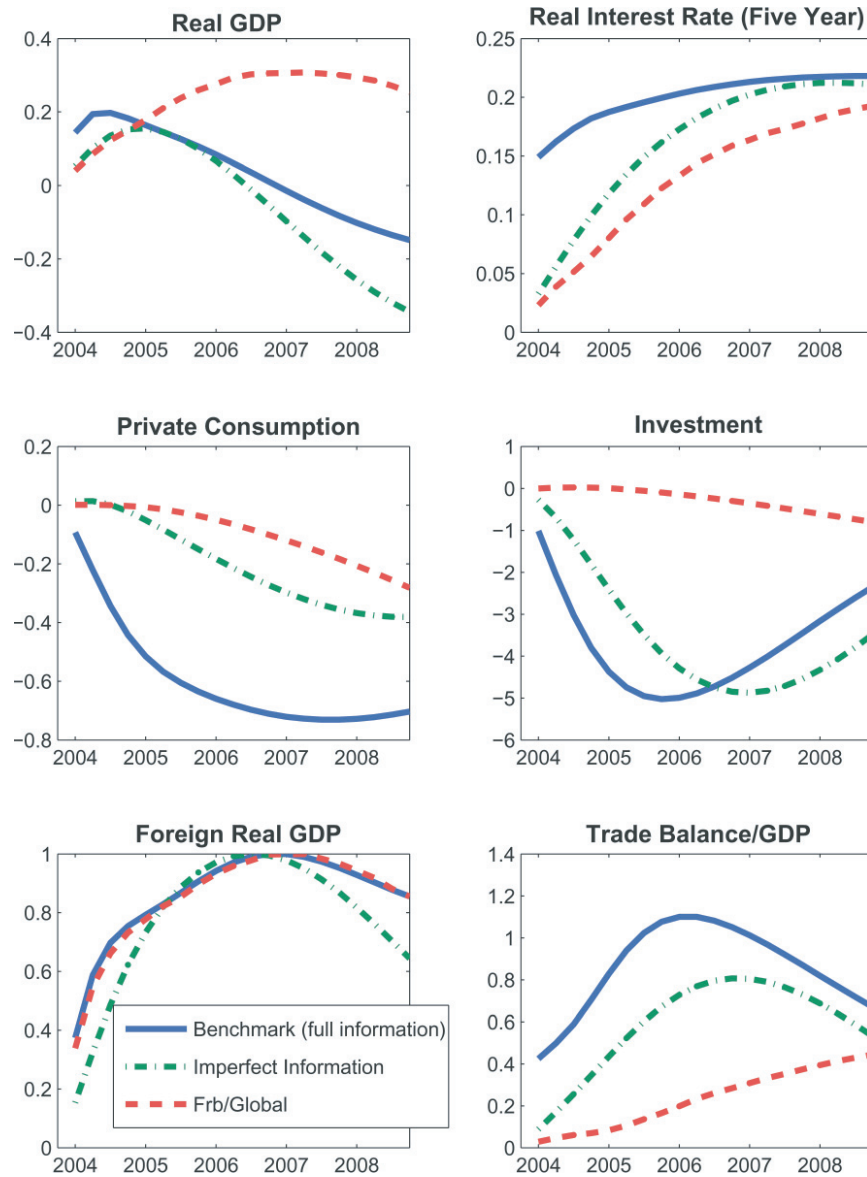 Real GDP
0.4
0.2
0
−0.2
−0.4
2004 2005 2006 2007 2008
Real Interest Rate (Five Year)
0.25
0.2
0.15
0.1
0.05
0
2004 2005 2006 2007 2008
Private Consumption
0.2
0
−0.2
−0.4
−0.6
−0.8
2004 2005 2006 2007 2008
Investment
1
0
−1
−2
−3
−4
−5
−6
2004 2005 2006 2007 2008
Foreign Real GDP
1
0.8
0.6
0.4
0.2
0
Benchmark (full information)
Imperfect Information
Frb/Global
2004 2005 2006 2007 2008
Trade Balance/GDP
1.4
1.2
1
0.8
0.6
0.4
0.2
0
2004 2005 2006 2007 2008